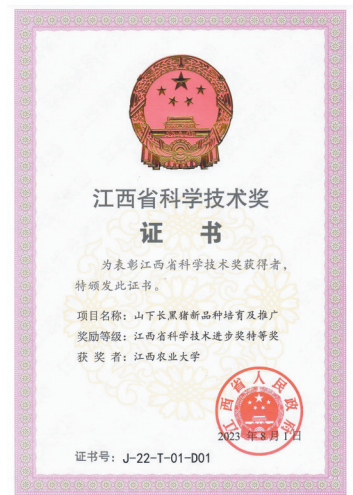 江西省科学技术奖
证书
为表彰江西省科学技术奖获得者，
特颁发此证书。
项目名称：山下长黑猪新品种培育及推广
奖励等级：江西省科学技术进步奖特等奖
获奖者：江西农业大学
江西省人民政府
2023年8月1日
证书号：J-22-T-01-D01